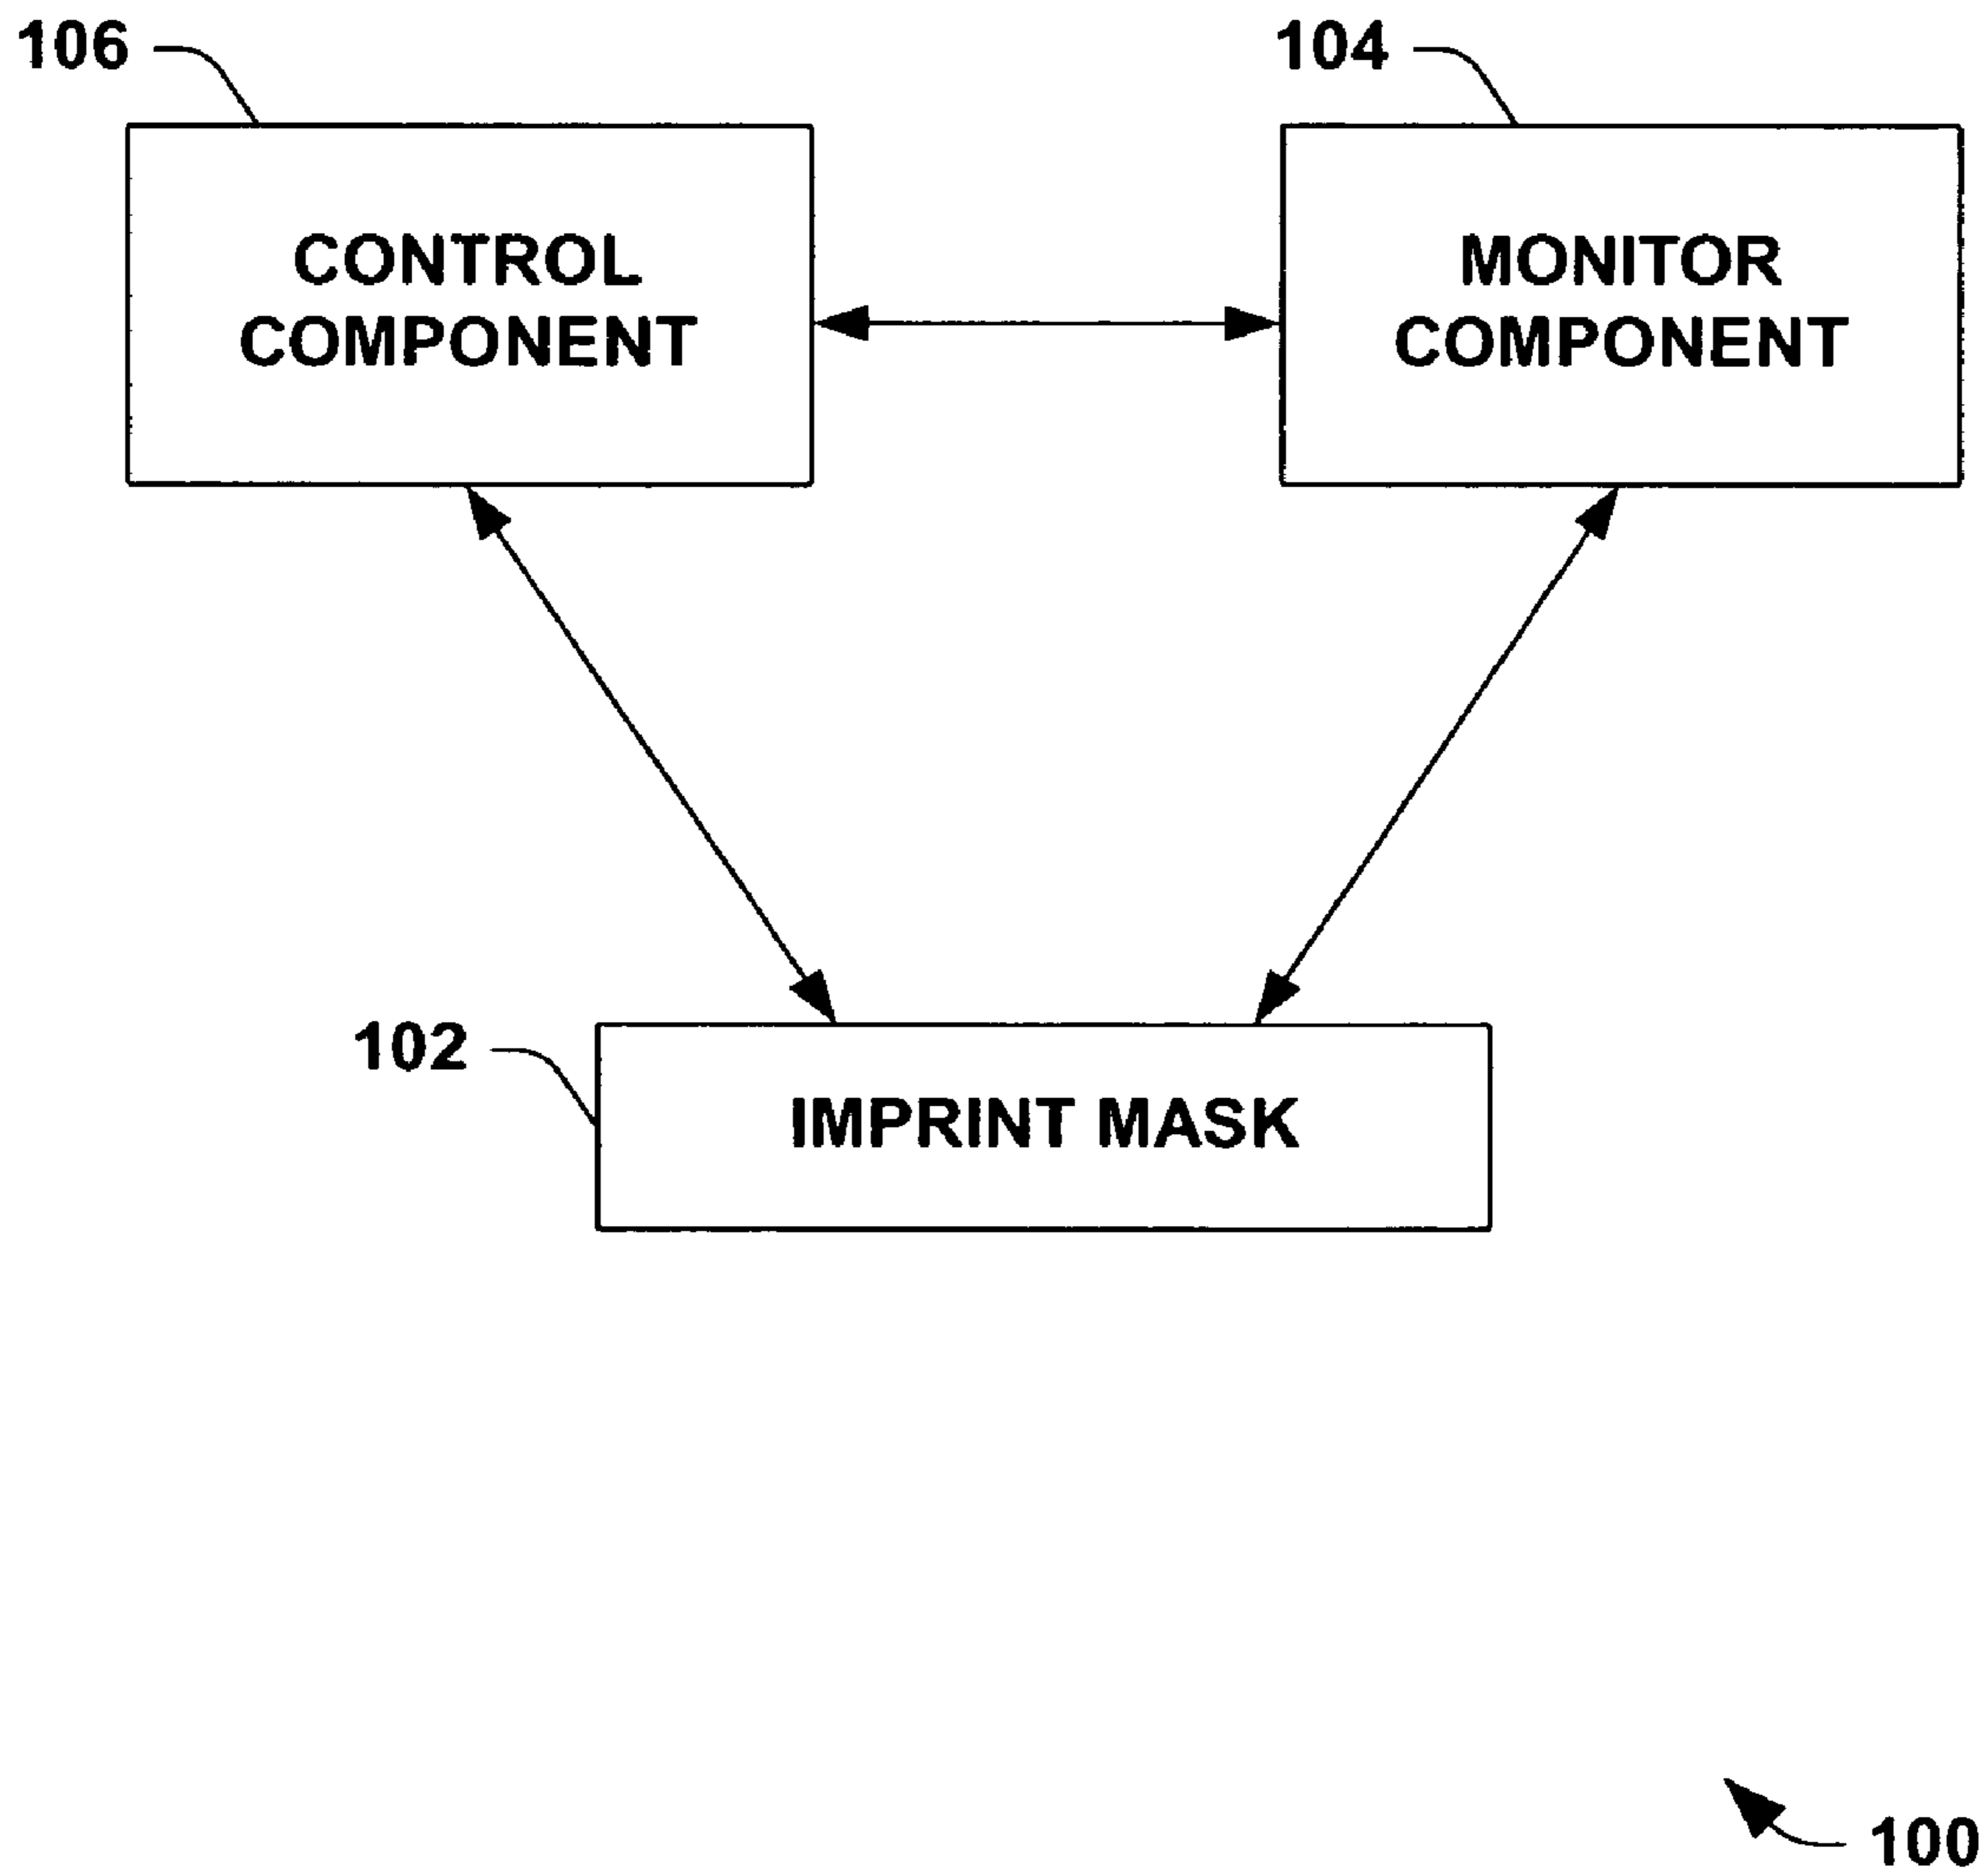 106
104
CONTROL
COMPONENT
MONITOR
COMPONENT
102
IMPRINT MASK
100